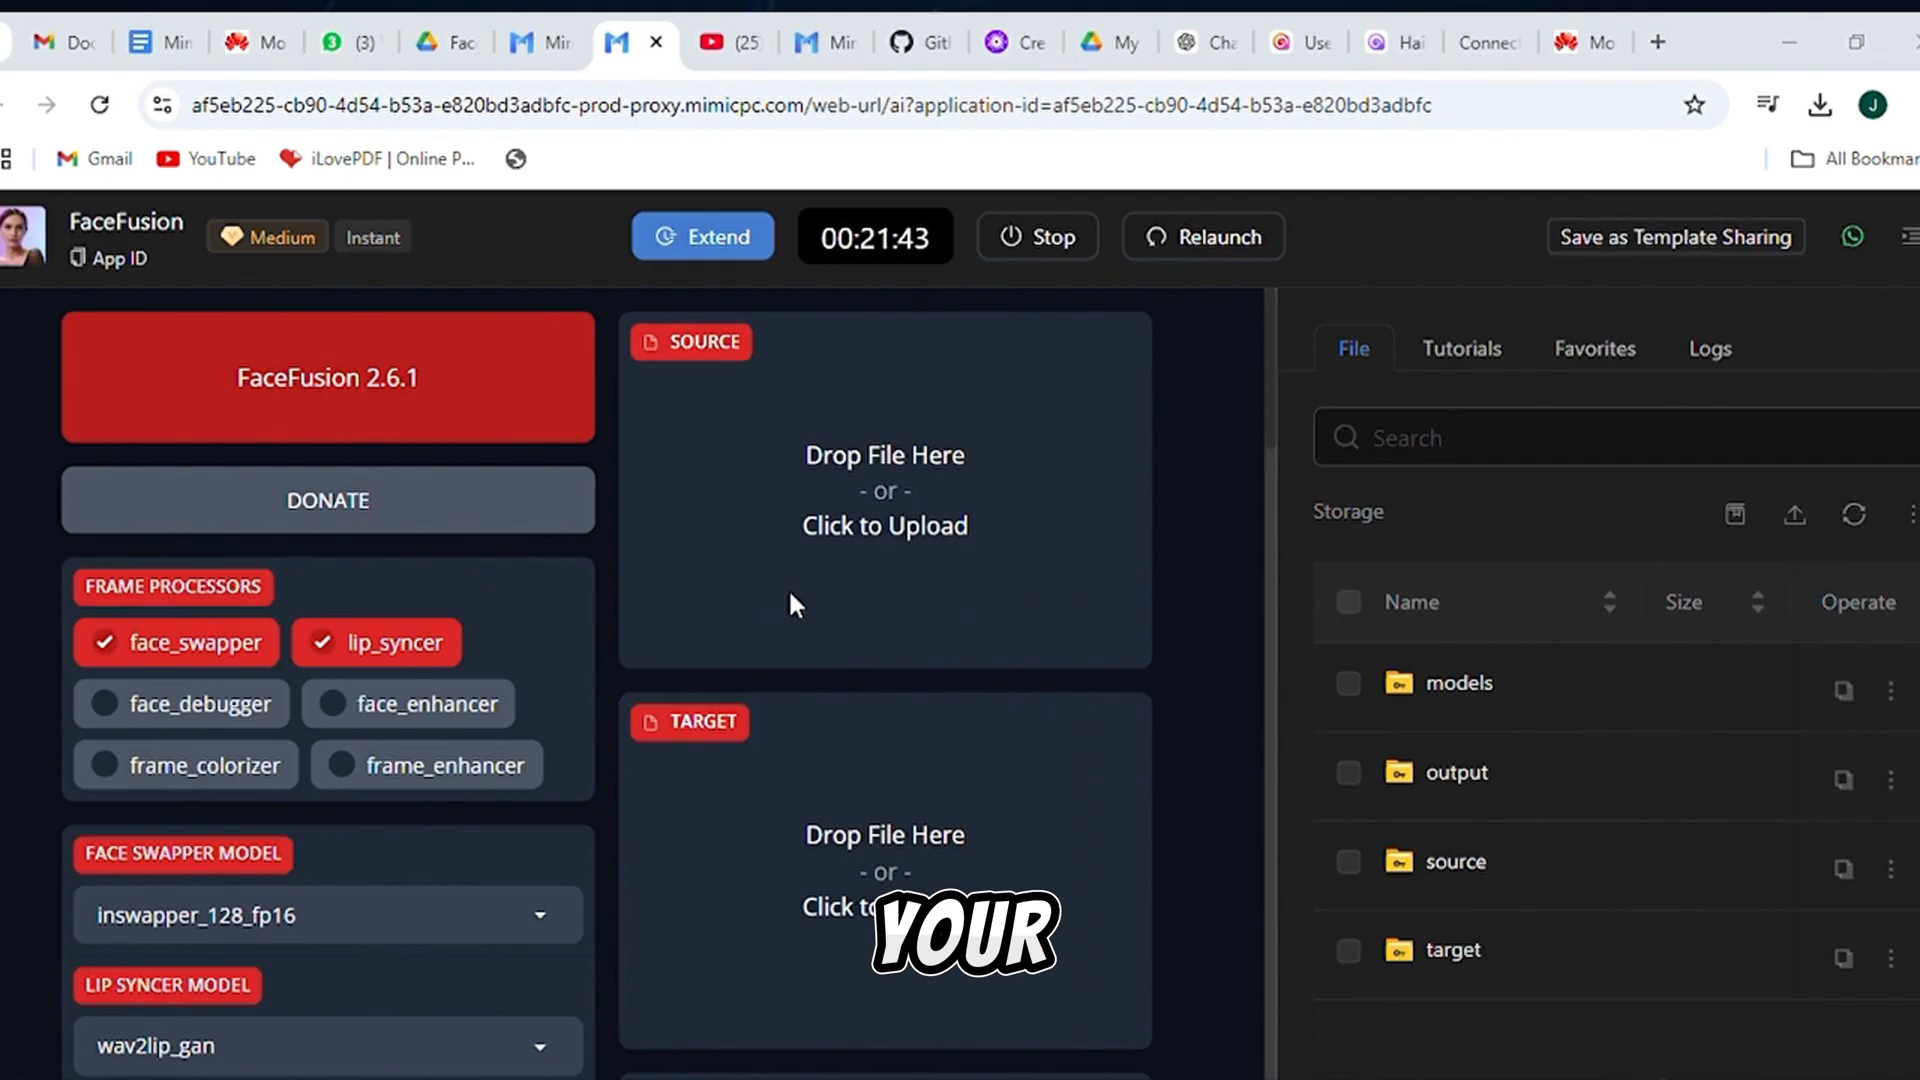 Doc
Min
Mo
(3)
Fac
Min
(25)
Min
Git
Cre
My
Cha
Use
Hai
Connec
Mo
af5eb225-cb90-4d54-b53a-e820bd3adbfc-prod-proxy.mimicpc.com/web-url/ai?application-id=af5eb225-cb90-4d54-b53a-e820bd3adbfc
J
Gmail
YouTube
iLovePDF | Online P...
All Bookmar
FaceFusion
App ID
Medium
Instant
Extend
00:21:43
Stop
Relaunch
Save as Template Sharing
FaceFusion 2.6.1
DONATE
FRAME PROCESSORS
face_swapper
lip_syncer
face_debugger
face_enhancer
frame_colorizer
frame_enhancer
FACE SWAPPER MODEL
inswapper_128_fp16
LIP SYNCER MODEL
wav2lip_gan
SOURCE
Drop File Here
- or -
Click to Upload
TARGET
Drop File Here
- or -
Click to
YOUR
File
Tutorials
Favorites
Logs
Search
Storage
Name
Size
Operate
models
output
source
target